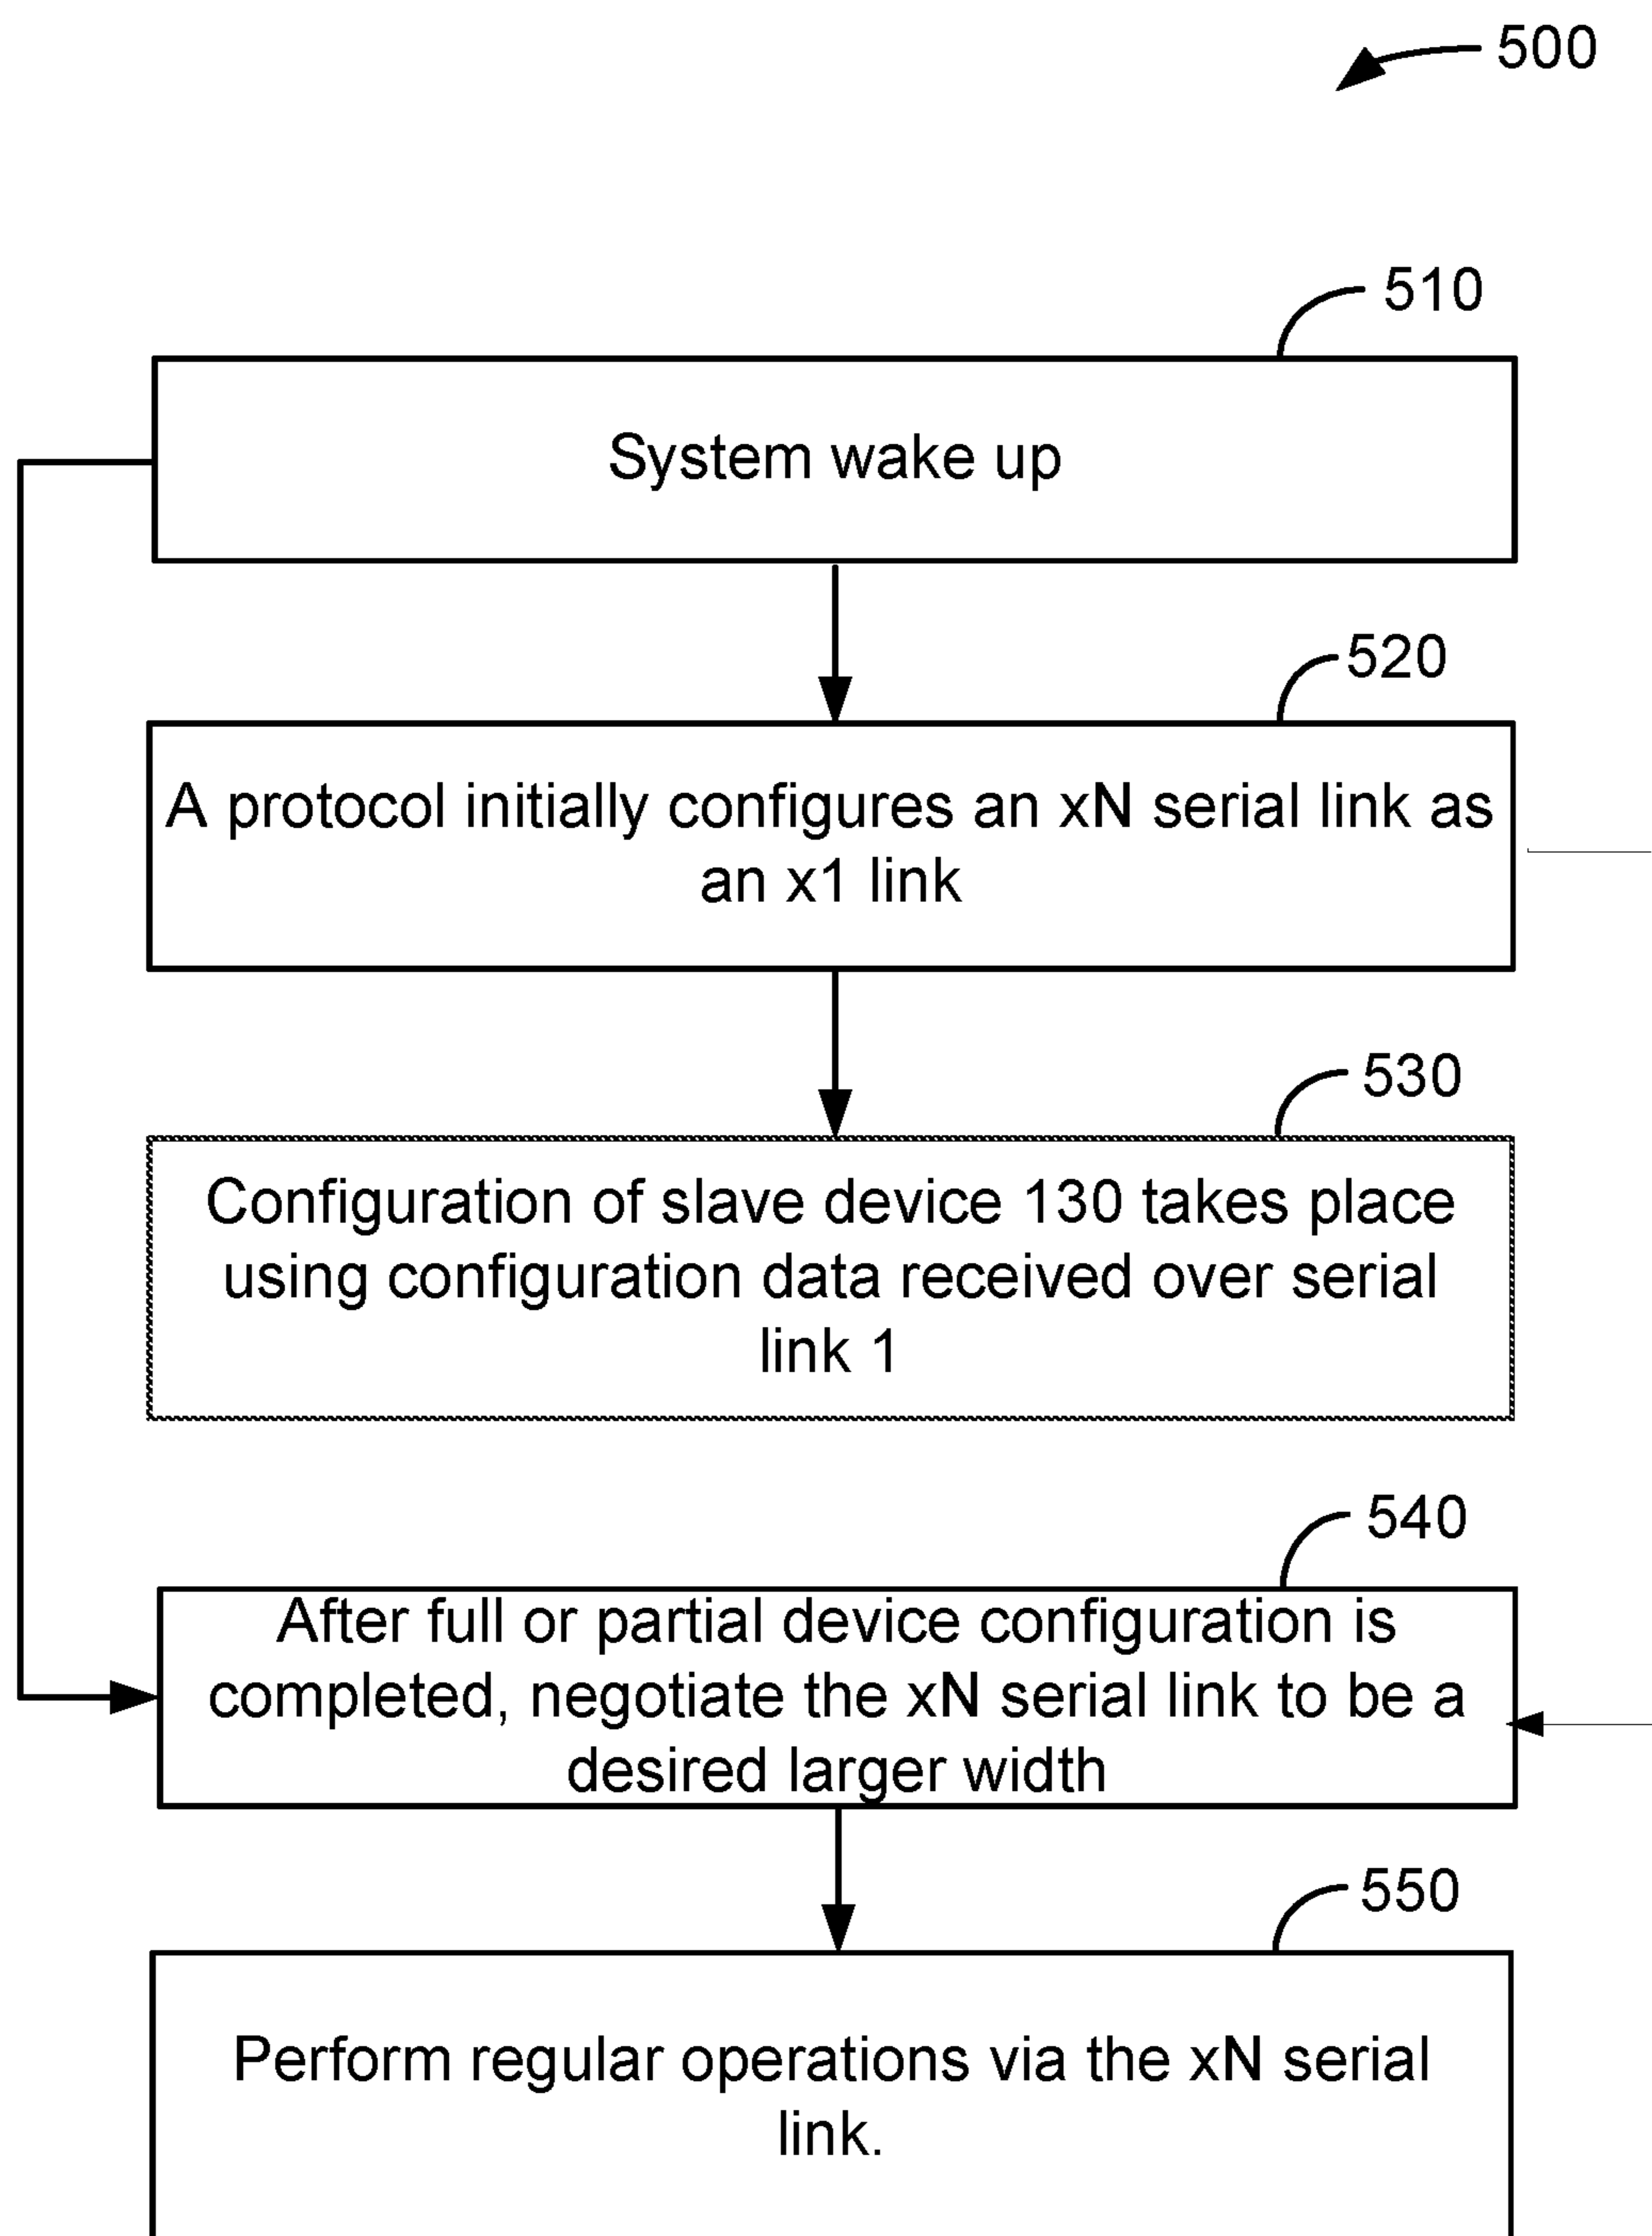 500
510
System wake up
520
A protocol initially configures an xN serial link as
an x1 link
530
Configuration of slave device 130 takes place
using configuration data received over serial
link 1
540
After full or partial device configuration is
completed, negotiate the xN serial link to be a
desired larger width
550
Perform regular operations via the xN serial
link.